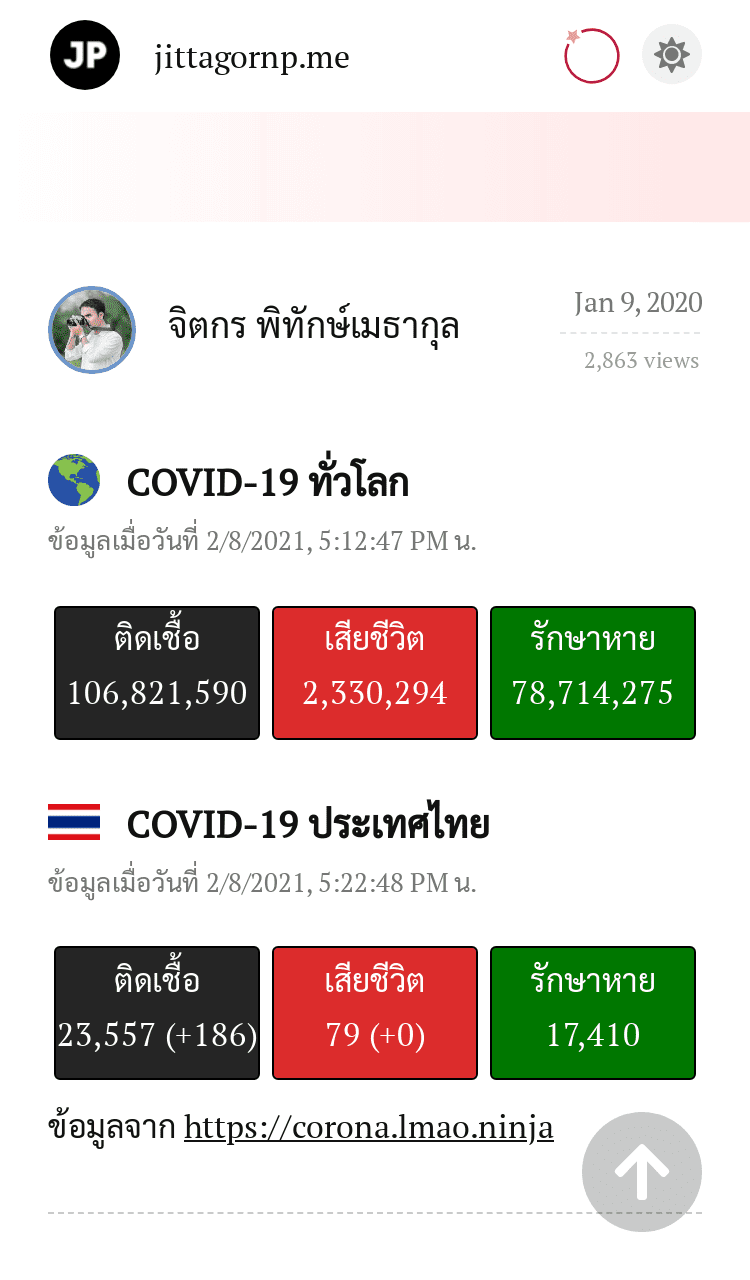 JP jittagornp.me
จิตกร พิทักษ์เมธากุล
Jan 9, 2020
2,863 views
COVID-19 ทั่วโลก
ข้อมูลเมื่อวันที่ 2/8/2021, 5:12:47 PM น.
ติดเชื้อ เสียชีวิต รักษาหาย
106,821,590 2,330,294 78,714,275
COVID-19 ประเทศไทย
ข้อมูลเมื่อวันที่ 2/8/2021, 5:22:48 PM น.
ติดเชื้อ เสียชีวิต รักษาหาย
23,557 (+186) 79 (+0) 17,410
ข้อมูลจาก https://corona.lmao.ninja